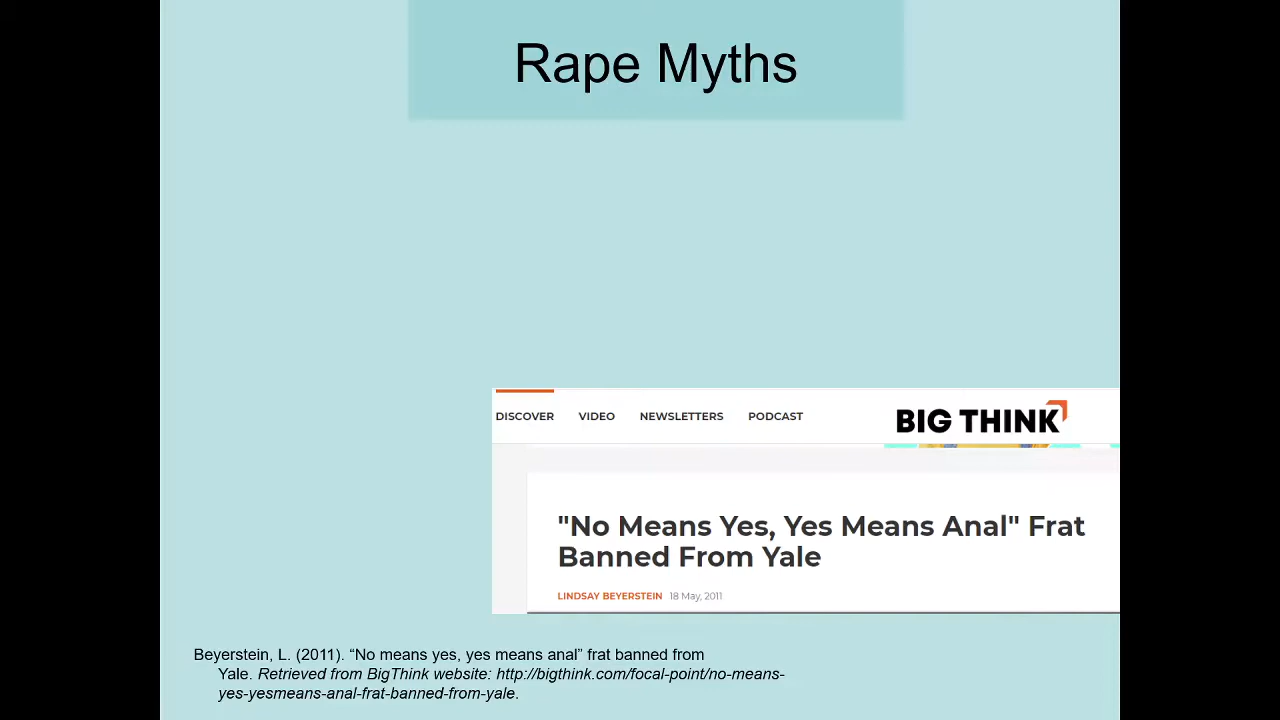 Rape Myths
DISCOVER VIDEO NEWSLETTERS PODCAST BIG THINK
"No Means Yes, Yes Means Anal" Frat
Banned From Yale
LINDSAY BEYERSTEIN 18 May, 2011
Beyerstein, L. (2011). “No means yes, yes means anal” frat banned from
Yale. Retrieved from BigThink website: http://bigthink.com/focal-point/no-means-
yes-yesmeans-anal-frat-banned-from-yale.